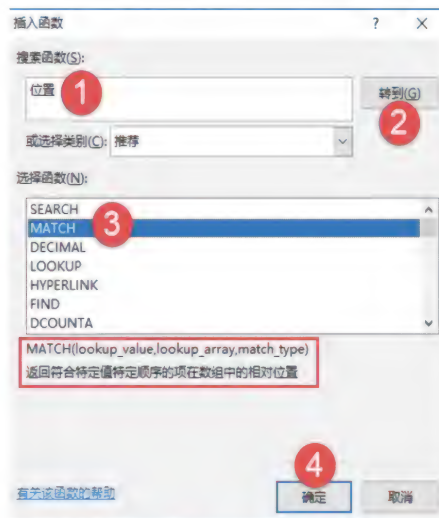 插入函数 ? ×
搜索函数(S):
位置 1
转到(G)
2
或选择类别(C): 推荐
选择函数(N):
SEARCH
MATCH 3
DECIMAL
LOOKUP
HYPERLINK
FIND
DCOUNTA
MATCH(lookup_value,lookup_array,match_type)
返回符合特定值特定顺序的项在数组中的相对位置
4
有关该函数的帮助 确定 取消